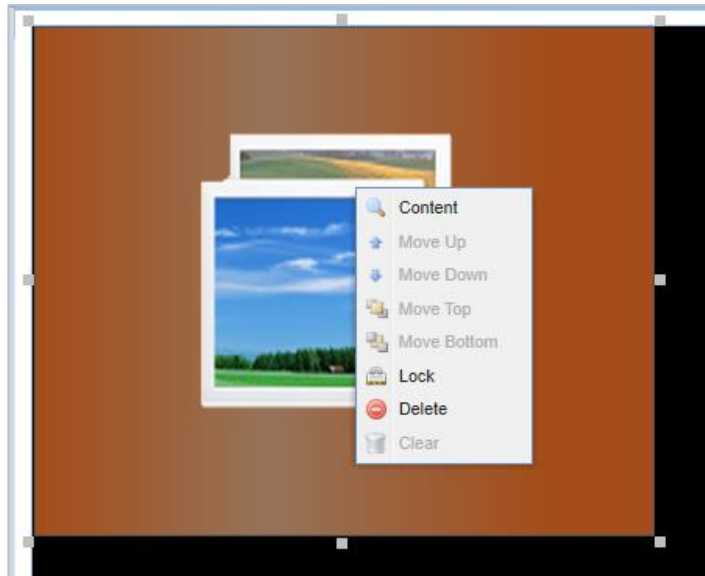 Content
Move Up
Move Down
Move Top
Move Bottom
Lock
Delete
Clear